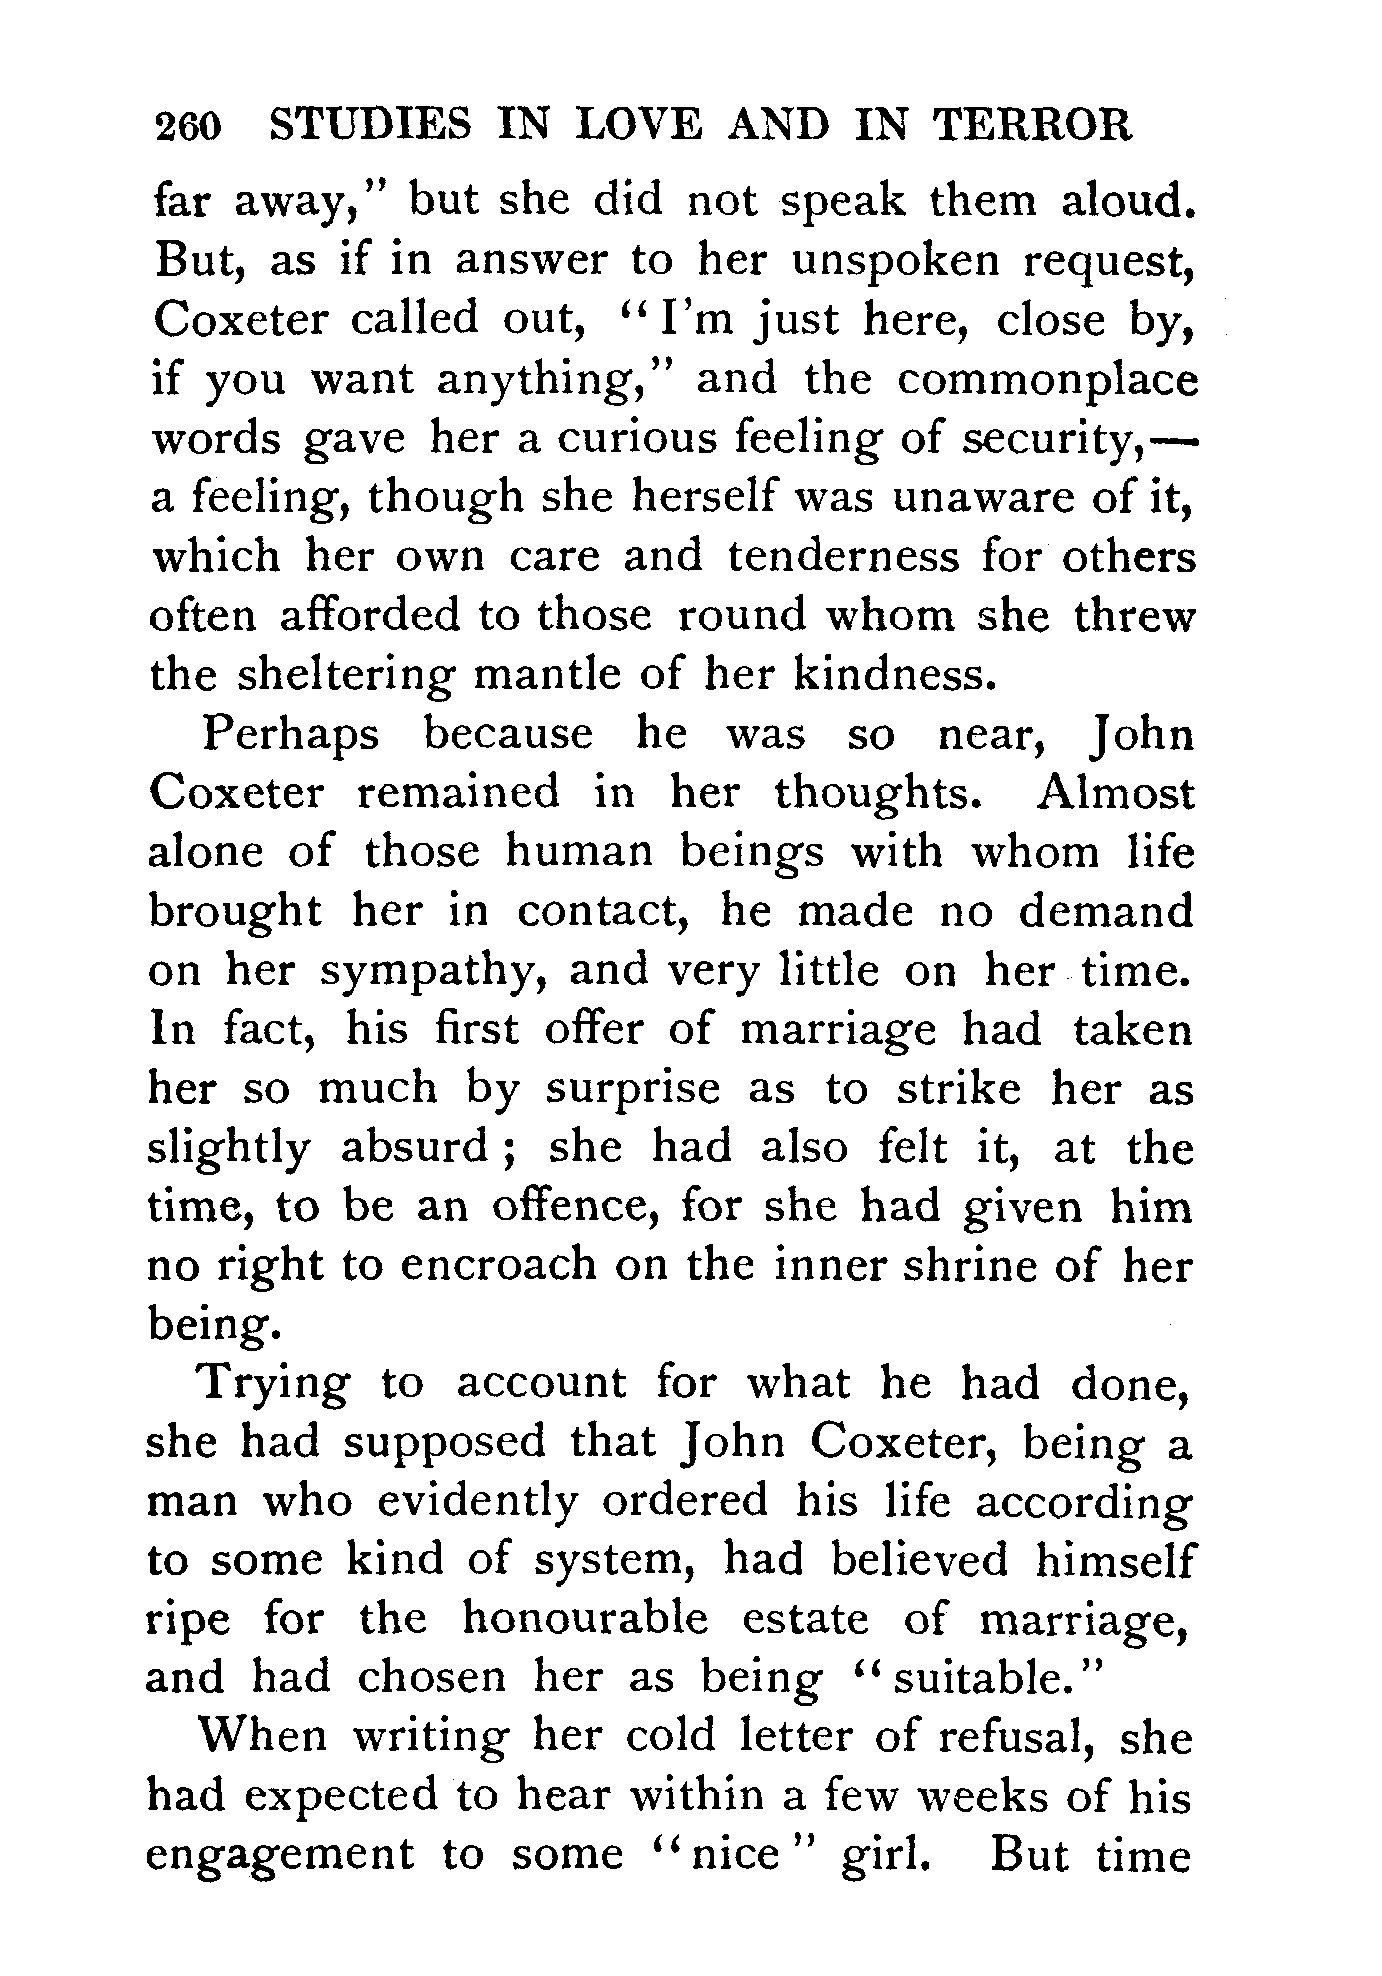 260 STUDIES IN LOVE AND IN TERROR
far away," but she did not speak them aloud.
But, as if in answer to her unspoken request,
Coxeter called out, "I'm just here, close by,
if you want anything," and the commonplace
words gave her a curious feeling of security,—
a feeling, though she herself was unaware of it,
which her own care and tenderness for others
often afforded to those round whom she threw
the sheltering mantle of her kindness.
Perhaps because he was so near, John
Coxeter remained in her thoughts. Almost
alone of those human beings with whom life
brought her in contact, he made no demand
on her sympathy, and very little on her time.
In fact, his first offer of marriage had taken
her so much by surprise as to strike her as
slightly absurd ; she had also felt it, at the
time, to be an offence, for she had given him
no right to encroach on the inner shrine of her
being.
Trying to account for what he had done,
she had supposed that John Coxeter, being a
man who evidently ordered his life according
to some kind of system, had believed himself
ripe for the honourable estate of marriage,
and had chosen her as being "suitable."
When writing her cold letter of refusal, she
had expected to hear within a few weeks of his
engagement to some "nice" girl. But time